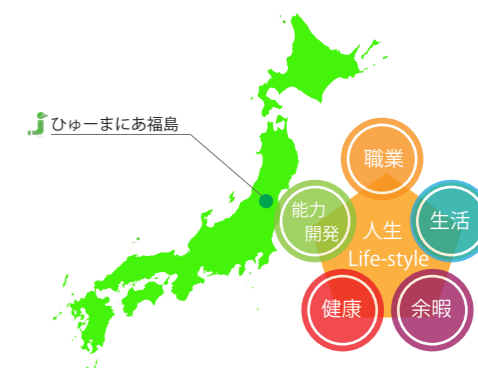 ひゅーまにあ福島
職業
能力
開発
生活
人生
Life-style
健康
余暇